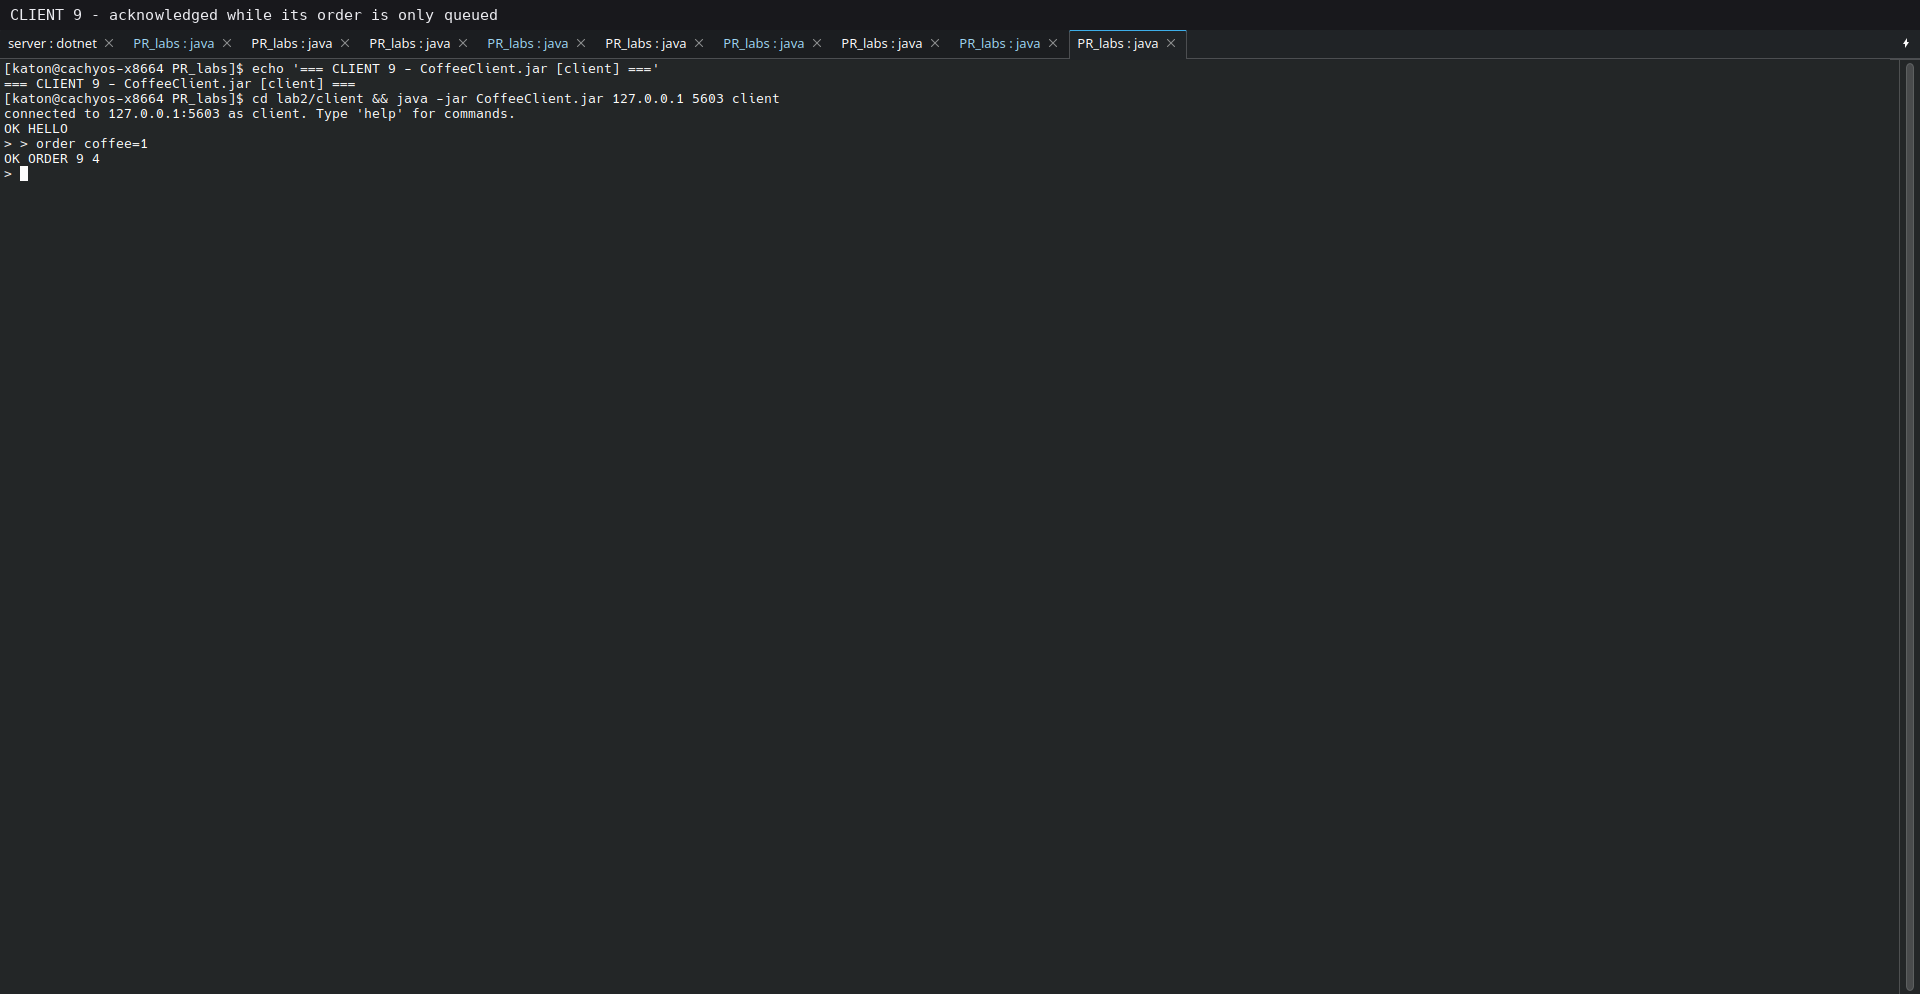 CLIENT 9 - acknowledged while its order is only queued
server : dotnet PR_labs : java PR_labs : java PR_labs : java PR_labs : java PR_labs : java PR_labs : java PR_labs : java PR_labs : java PR_labs : java
[katon@cachyos-x8664 PR_labs]$ echo '=== CLIENT 9 - CoffeeClient.jar [client] ==='
=== CLIENT 9 - CoffeeClient.jar [client] ===
[katon@cachyos-x8664 PR_labs]$ cd lab2/client && java -jar CoffeeClient.jar 127.0.0.1 5603 client
connected to 127.0.0.1:5603 as client. Type 'help' for commands.
OK HELLO
> > order coffee=1
OK ORDER 9 4
>